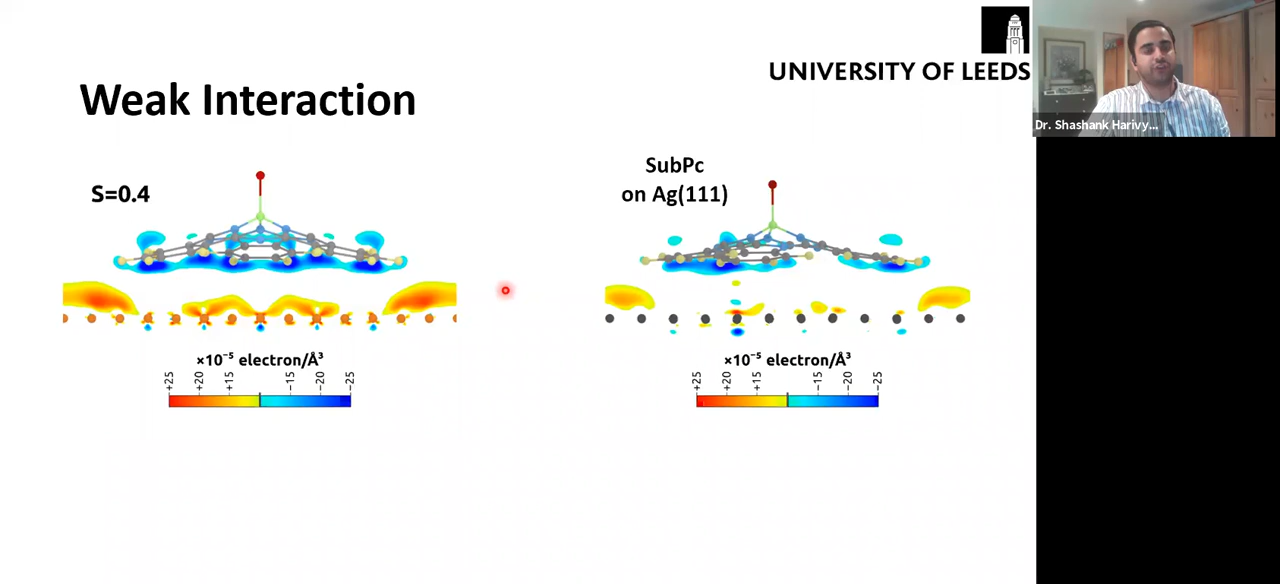 UNIVERSITY OF LEEDS
Dr. Shashank Harivy...
Weak Interaction
S=0.4
×10⁻⁵ electron/Å³
+25 +20 +15 -15 -20 -25
SubPc
on Ag(111)
×10⁻⁵ electron/Å³
+25 +20 +15 -15 -20 -25